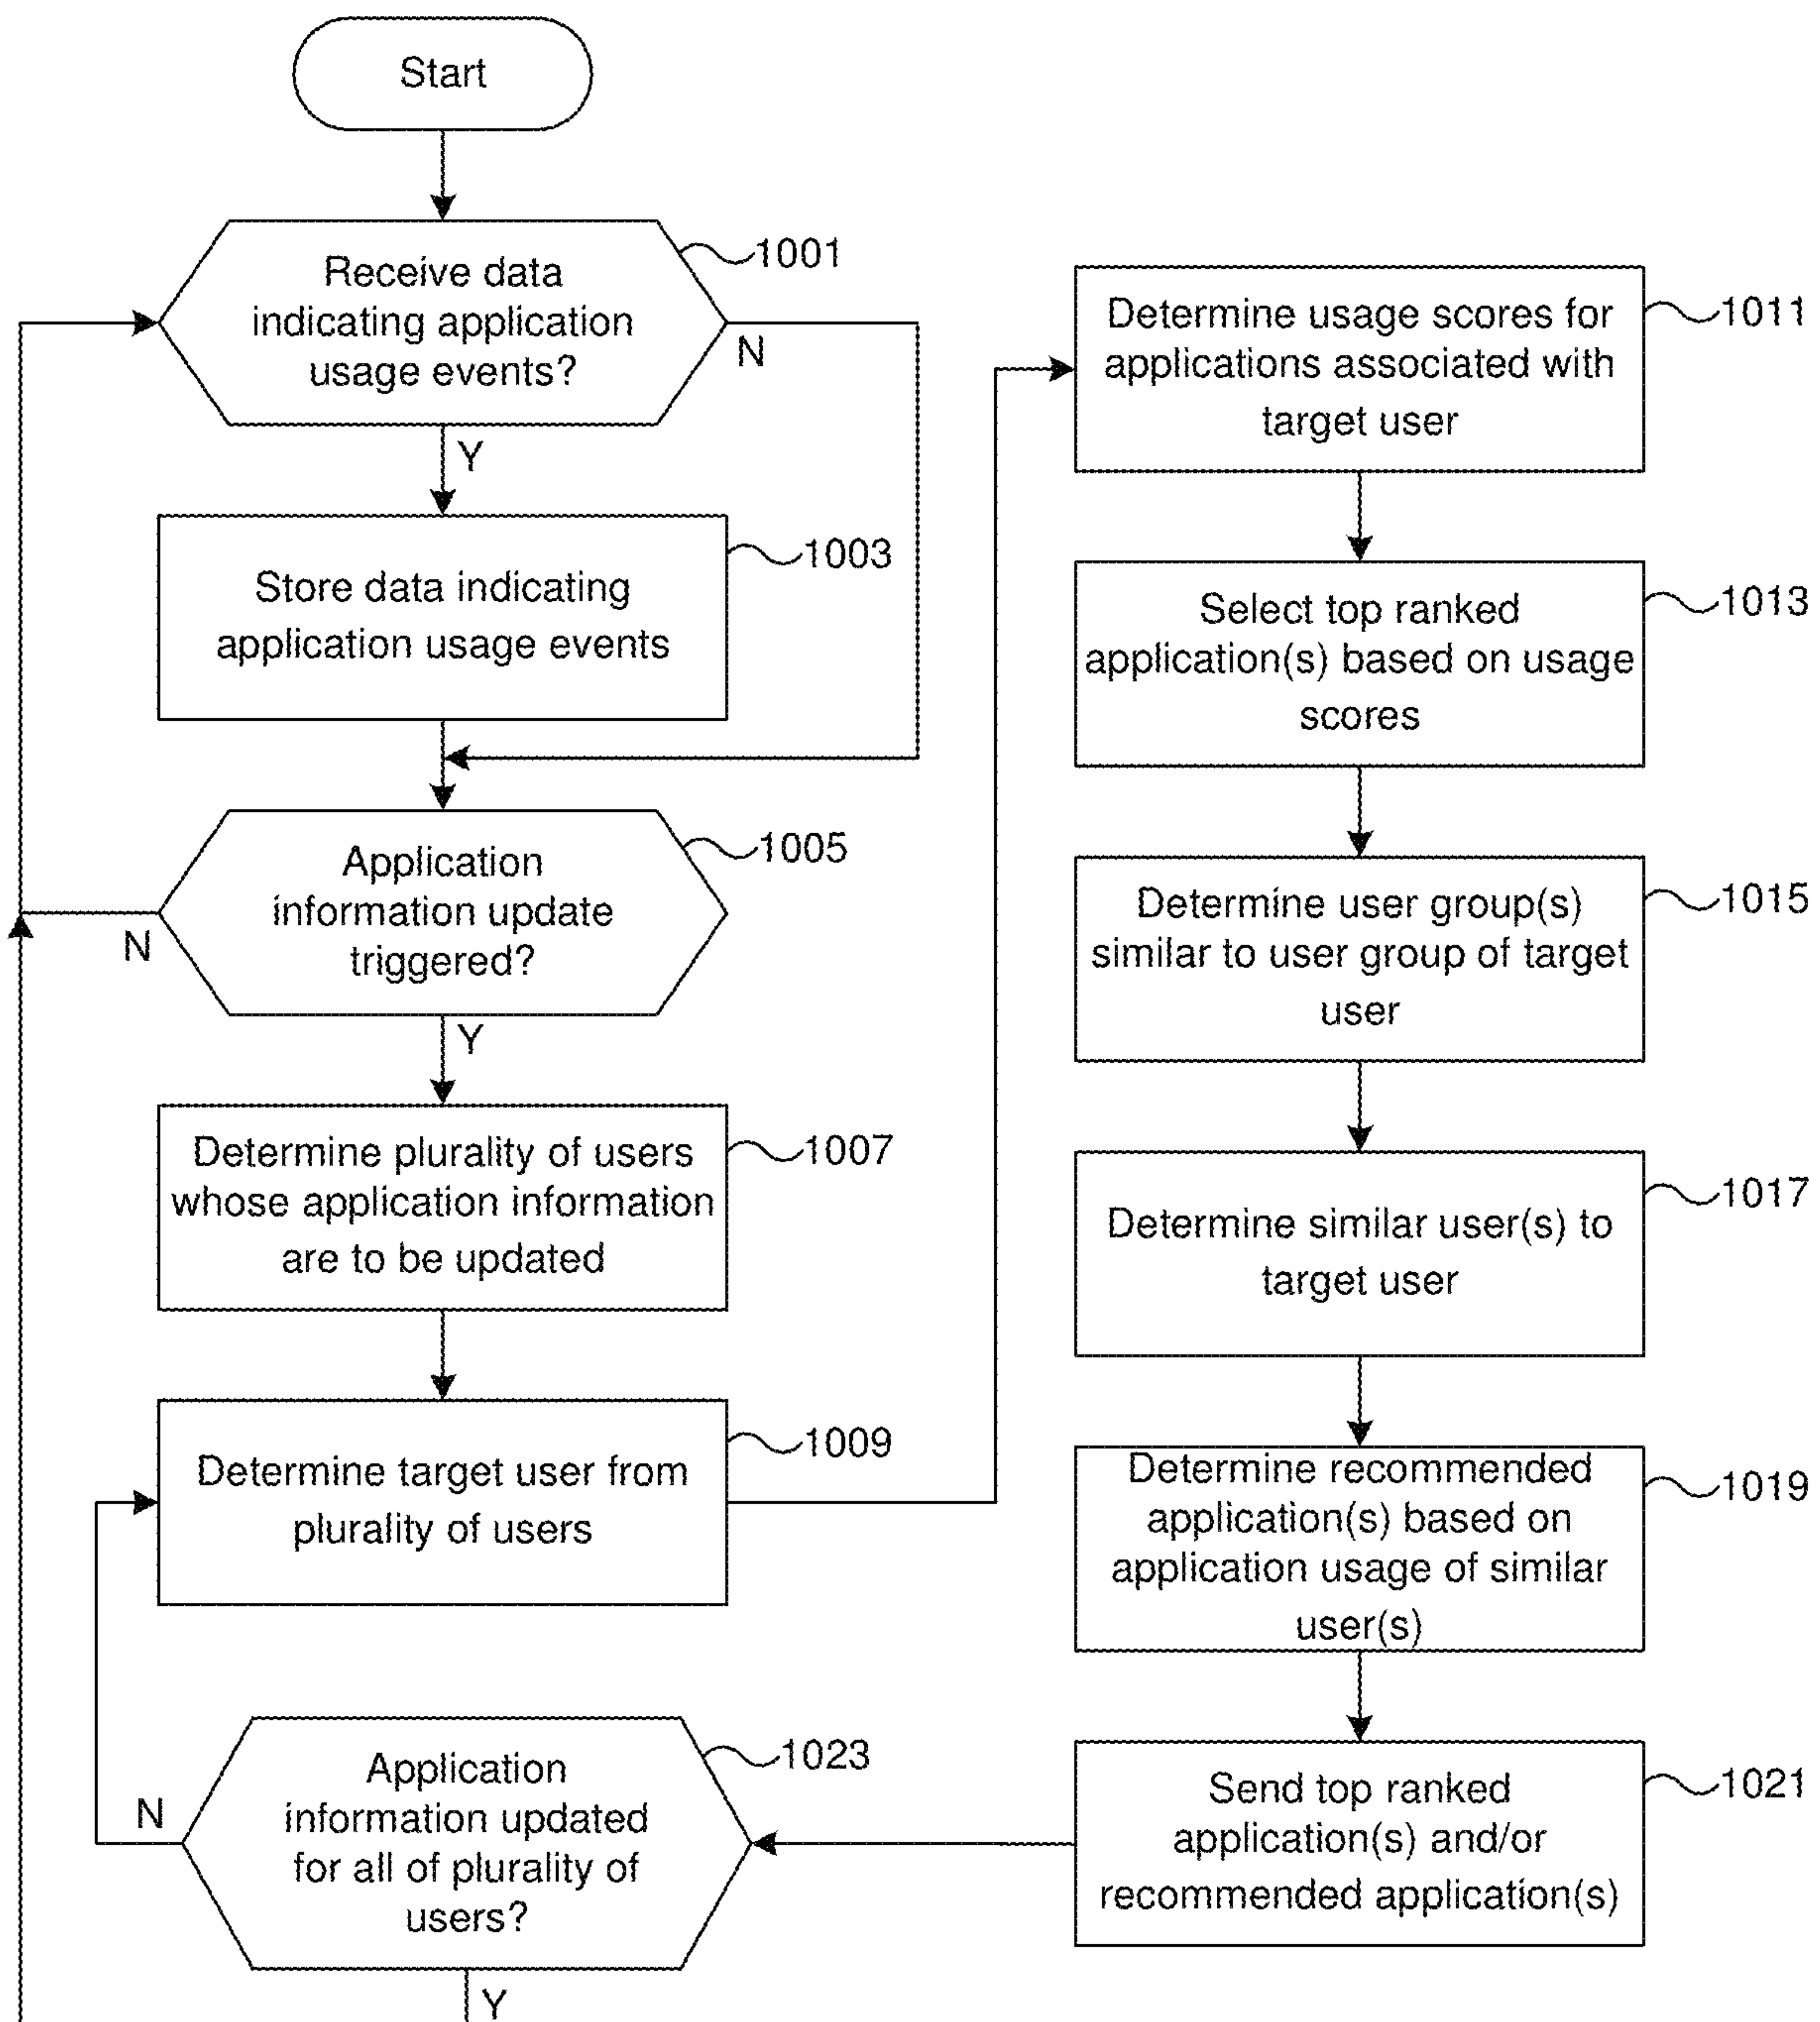 Start
Receive data
indicating application
usage events?
1001
N
Y
Store data indicating
application usage events
1003
Application
information update
triggered?
1005
N
Y
Determine plurality of users
whose application information
are to be updated
1007
Determine target user from
plurality of users
1009
Determine usage scores for
applications associated with
target user
1011
Select top ranked
application(s) based on usage
scores
1013
Determine user group(s)
similar to user group of target
user
1015
Determine similar user(s) to
target user
1017
Determine recommended
application(s) based on
application usage of similar
user(s)
1019
Send top ranked
application(s) and/or
recommended application(s)
1021
Application
information updated
for all of plurality of
users?
1023
N
Y